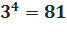 3⁴ = 81